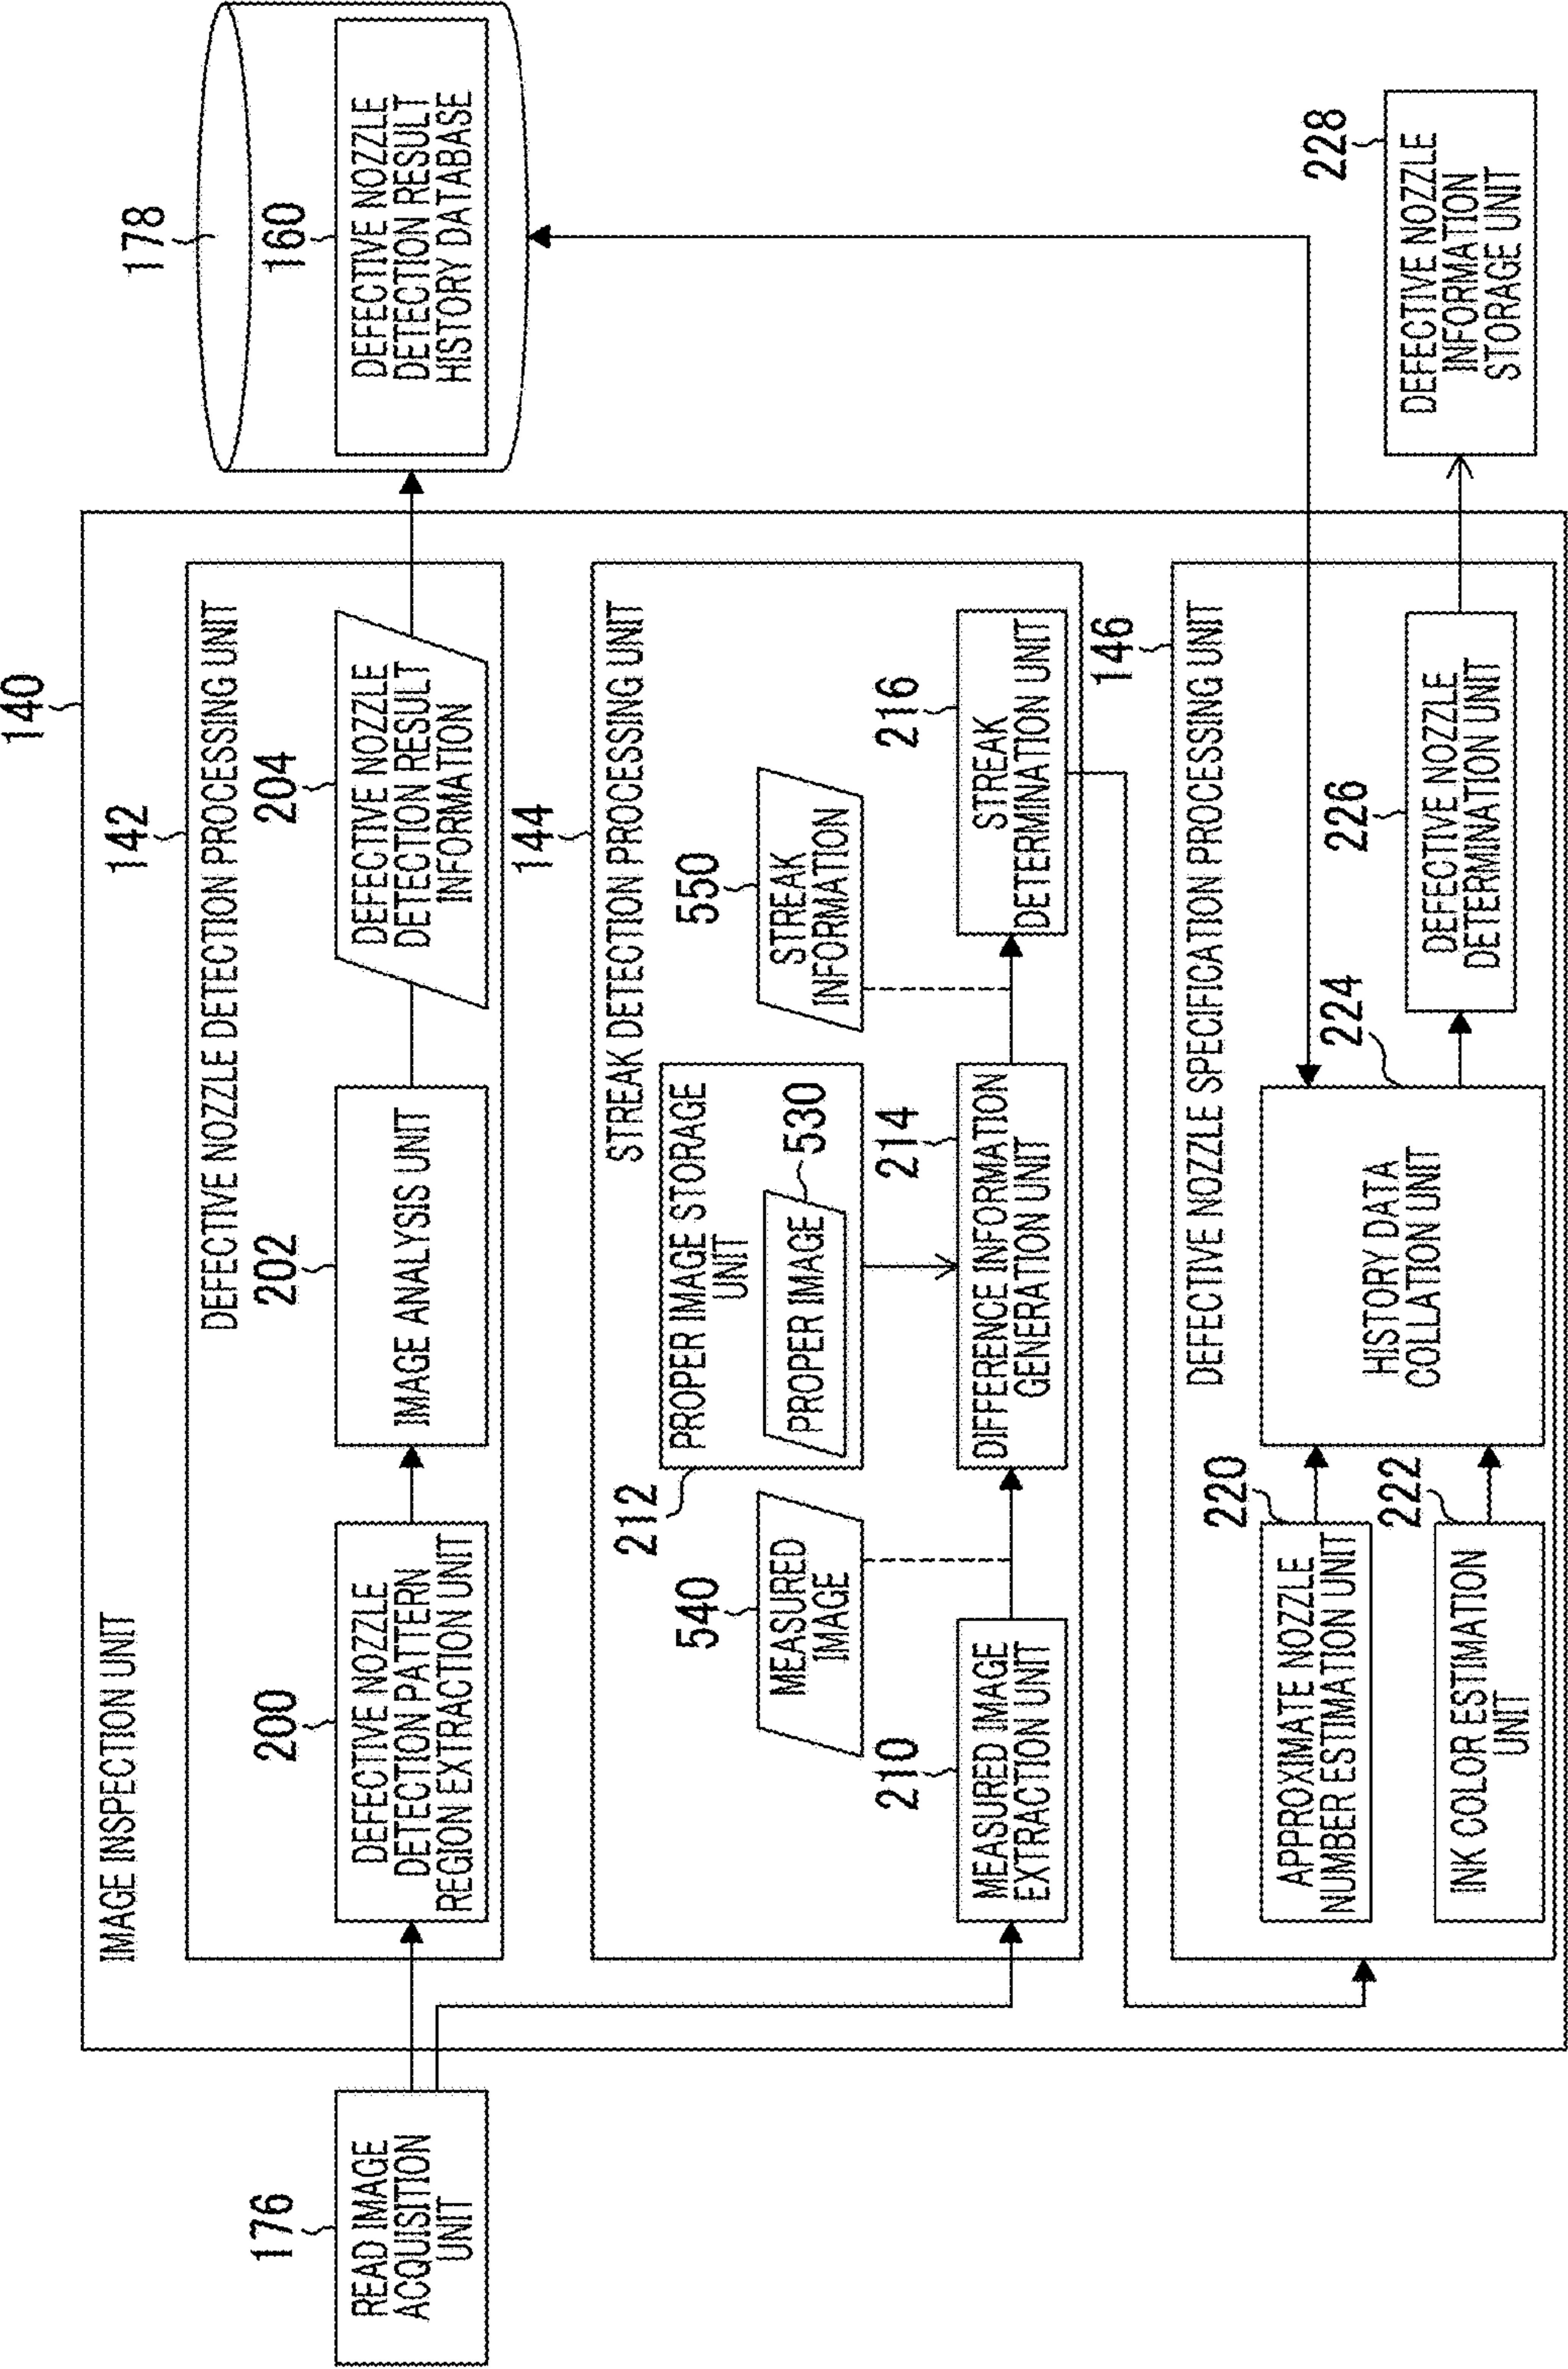 140
IMAGE INSPECTION UNIT
142
DEFECTIVE NOZZLE DETECTION PROCESSING UNIT
176
READ IMAGE
ACQUISITION
UNIT
200
DEFECTIVE NOZZLE
DETECTION PATTERN
REGION EXTRACTION UNIT
202
IMAGE ANALYSIS UNIT
204
DEFECTIVE NOZZLE
DETECTION RESULT
INFORMATION
178
160
DEFECTIVE NOZZLE
DETECTION RESULT
HISTORY DATABASE
144
STREAK DETECTION PROCESSING UNIT
540
MEASURED
IMAGE
212
PROPER IMAGE STORAGE
UNIT
530
PROPER IMAGE
550
STREAK
INFORMATION
210
MEASURED IMAGE
EXTRACTION UNIT
214
DIFFERENCE INFORMATION
GENERATION UNIT
216
STREAK
DETERMINATION UNIT
146
DEFECTIVE NOZZLE SPECIFICATION PROCESSING UNIT
220
APPROXIMATE NOZZLE
NUMBER ESTIMATION UNIT
222
INK COLOR ESTIMATION
UNIT
224
HISTORY DATA
COLLATION UNIT
226
DEFECTIVE NOZZLE
DETERMINATION UNIT
228
DEFECTIVE NOZZLE
INFORMATION
STORAGE UNIT